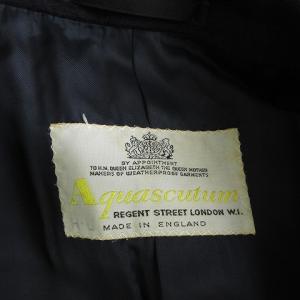 BY APPOINTMENT
TO H.M. QUEEN ELIZABETH THE QUEEN MOTHER
MAKERS OF WEATHERPROOF GARMENTS
Aquascutum
REGENT STREET LONDON W.1.
MADE IN ENGLAND